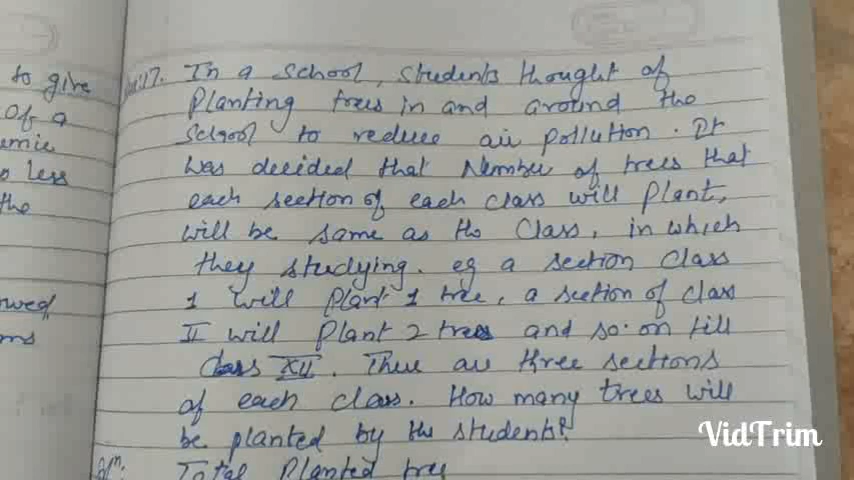 to give
Of a
less
the
17. In a School, students thought of
Planting trees in and around the
School to reduce air pollution. It
was decided that Number of trees that
each section of each class will Plant,
will be same as the Class, in which
they studying. eg a section Class
1 will plant 1 tree, a section of class
II will Plant 2 trees and so on till
Class XII. There are three sections
of each class. How many trees will
be planted by the students?
Soln: Total Planted tree
VidTrim